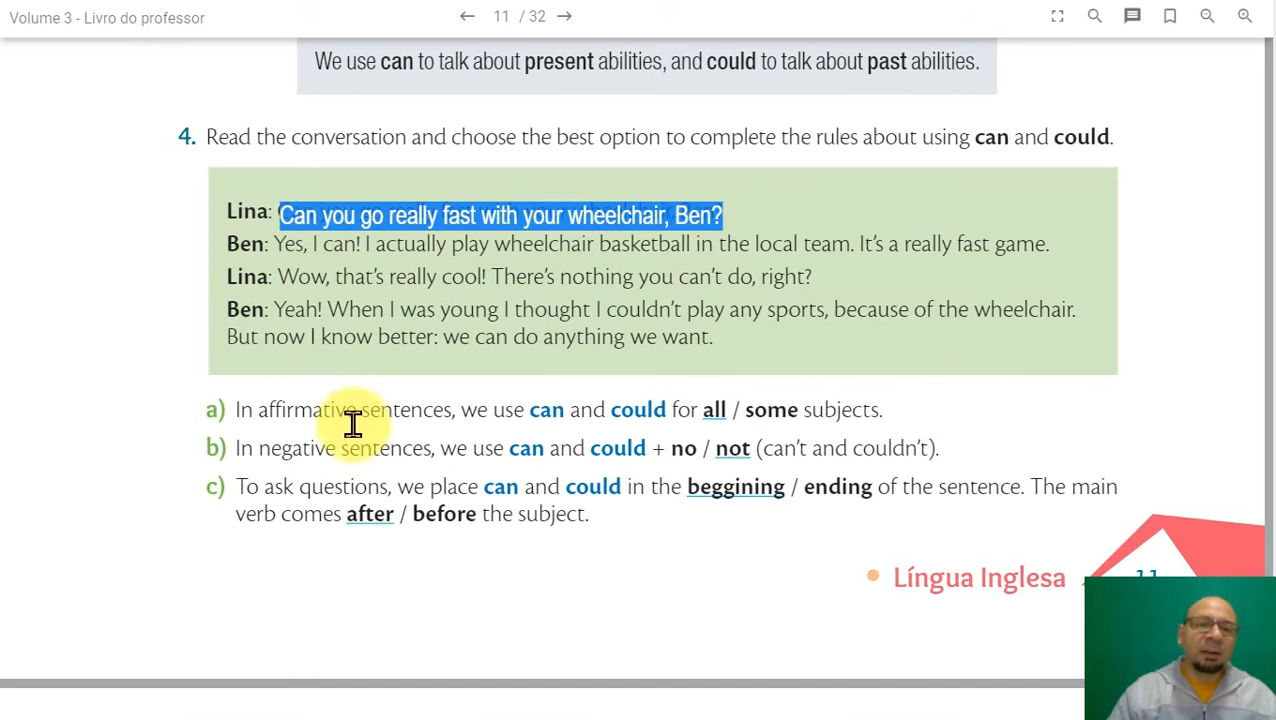 Volume 3 - Livro do professor
11 / 32
We use can to talk about present abilities, and could to talk about past abilities.
4. Read the conversation and choose the best option to complete the rules about using can and could.
Lina: Can you go really fast with your wheelchair, Ben?
Ben: Yes, I can! I actually play wheelchair basketball in the local team. It's a really fast game.
Lina: Wow, that's really cool! There's nothing you can't do, right?
Ben: Yeah! When I was young I thought I couldn't play any sports, because of the wheelchair.
But now I know better: we can do anything we want.
a) In affirmative sentences, we use can and could for all / some subjects.
b) In negative sentences, we use can and could + no / not (can't and couldn't).
c) To ask questions, we place can and could in the beggining / ending of the sentence. The main
verb comes after / before the subject.
Língua Inglesa
11